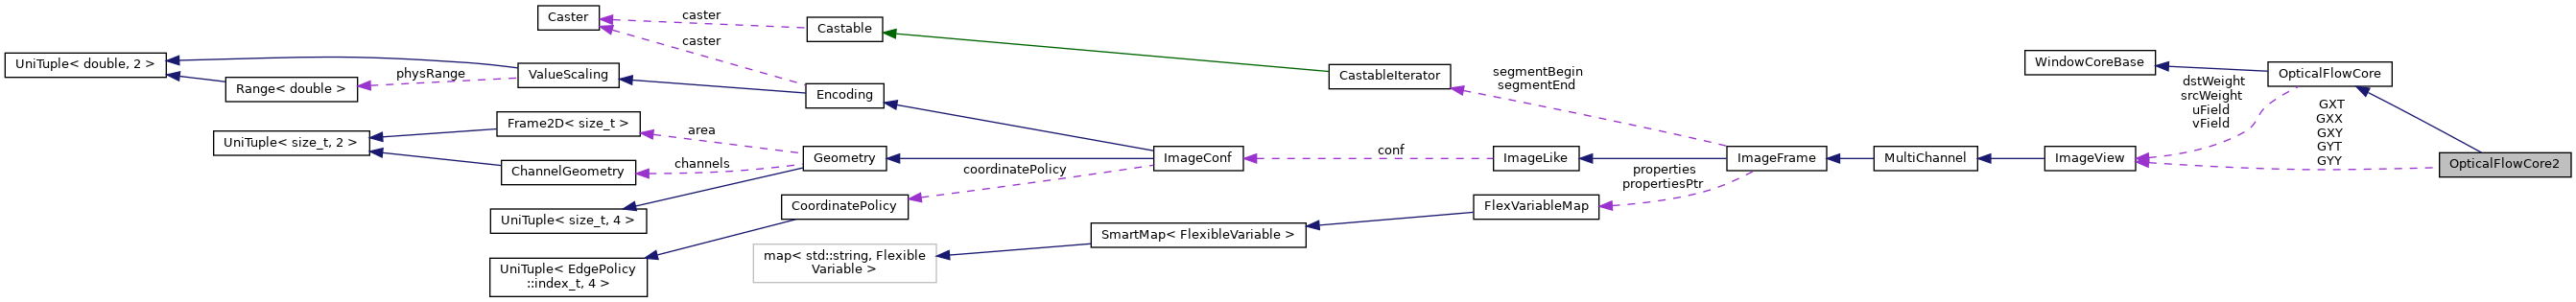 Caster
caster
Castable
caster
UniTuple< double, 2 >
physRange
ValueScaling
Range< double >
Encoding
CastableIterator
segmentBegin
segmentEnd
WindowCoreBase
OpticalFlowCore
dstWeight
srcWeight
uField
vField
GXT
GXX
GXY
GYT
GYY
Frame2D< size_t >
area
UniTuple< size_t, 2 >
channels
ChannelGeometry
Geometry
ImageConf
conf
ImageLike
ImageFrame
MultiChannel
ImageView
OpticalFlowCore2
coordinatePolicy
properties
propertiesPtr
CoordinatePolicy
FlexVariableMap
UniTuple< size_t, 4 >
SmartMap< FlexibleVariable >
map< std::string, Flexible
Variable >
UniTuple< EdgePolicy
::index_t, 4 >